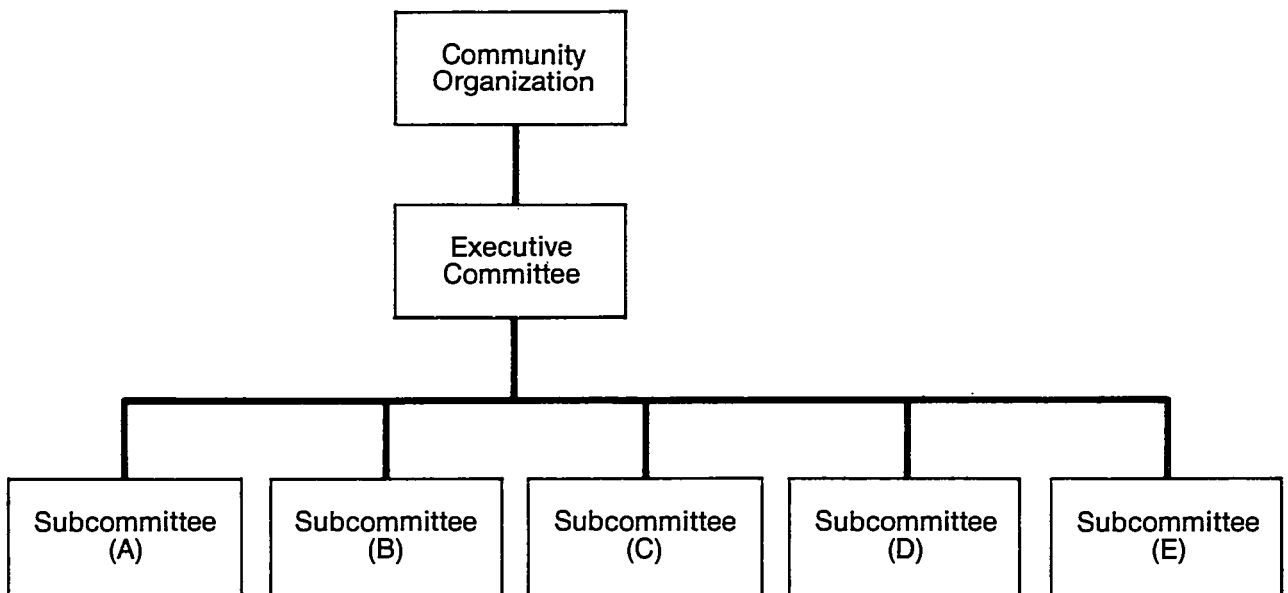 Community
Organization
Executive
Committee
Subcommittee
(A)
Subcommittee
(B)
Subcommittee
(C)
Subcommittee
(D)
Subcommittee
(E)